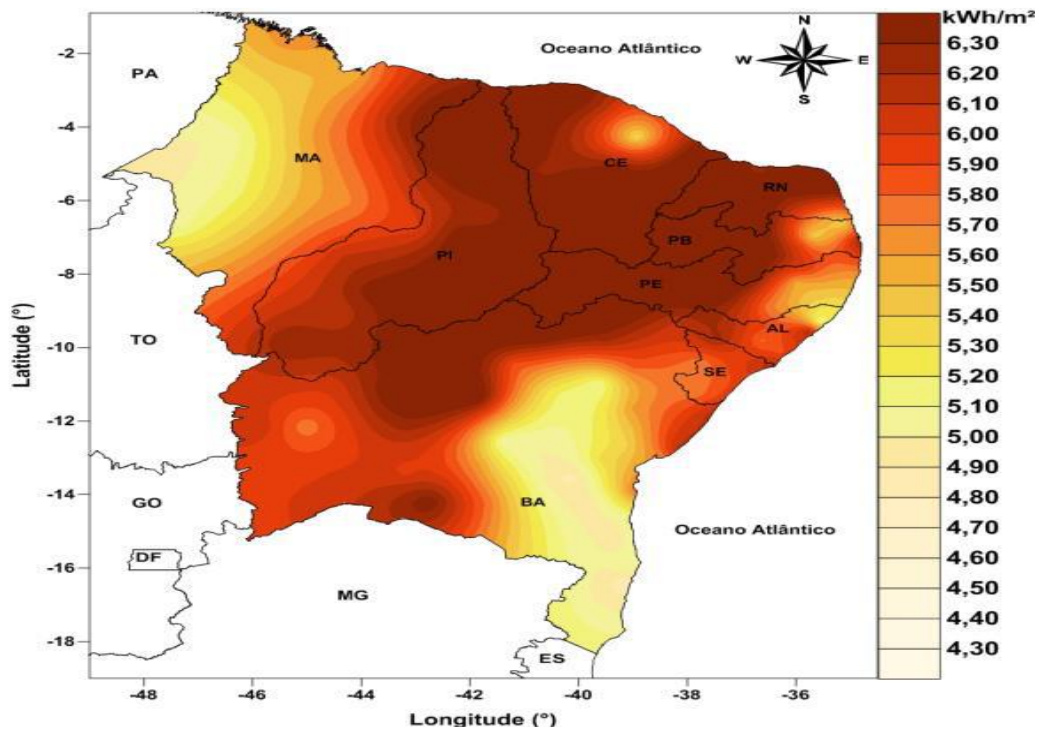 kWh/m²
N
W E
S
Oceano Atlântico
PA
MA
CE
RN
PB
PI
PE
AL
TO
SE
BA
GO
Oceano Atlântico
DF
MG
ES
Latitude (°)
-2
-4
-6
-8
-10
-12
-14
-16
-18
-48 -46 -44 -42 -40 -38 -36
Longitude (°)
6,30
6,20
6,10
6,00
5,90
5,80
5,70
5,60
5,50
5,40
5,30
5,20
5,10
5,00
4,90
4,80
4,70
4,60
4,50
4,40
4,30